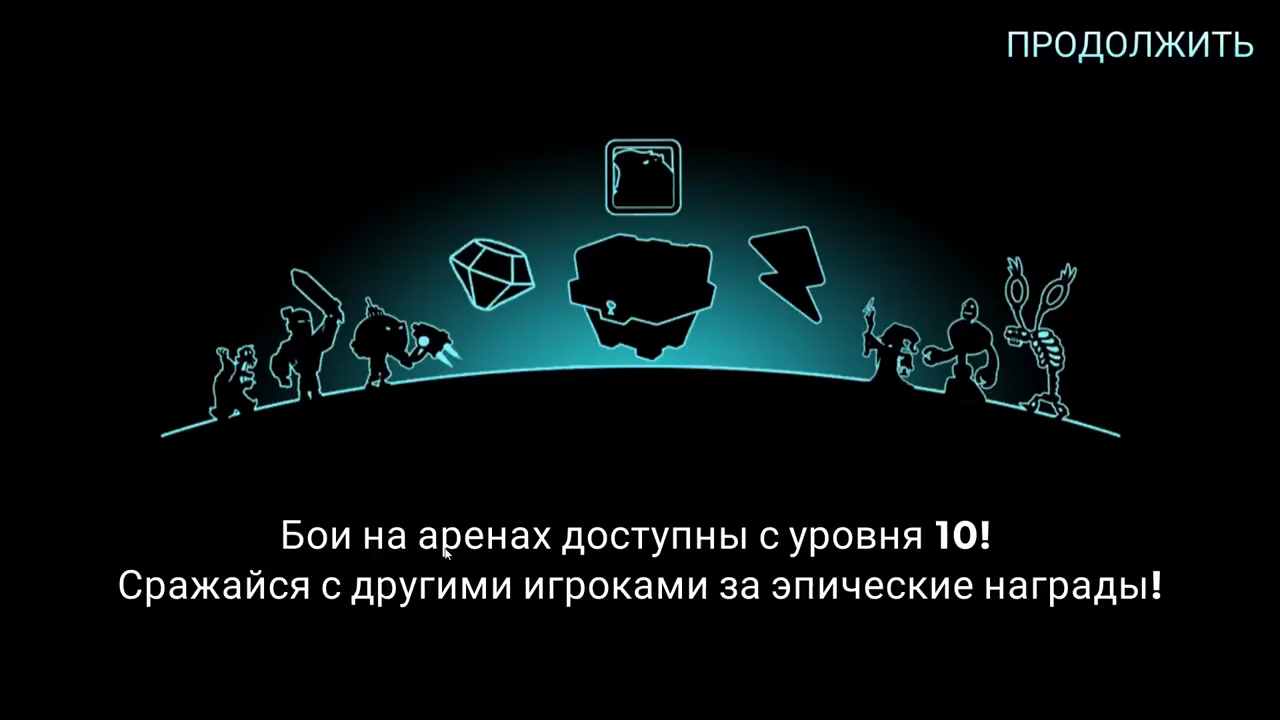 ПРОДОЛЖИТЬ
Бои на аренах доступны с уровня 10!
Сражайся с другими игроками за эпические награды!